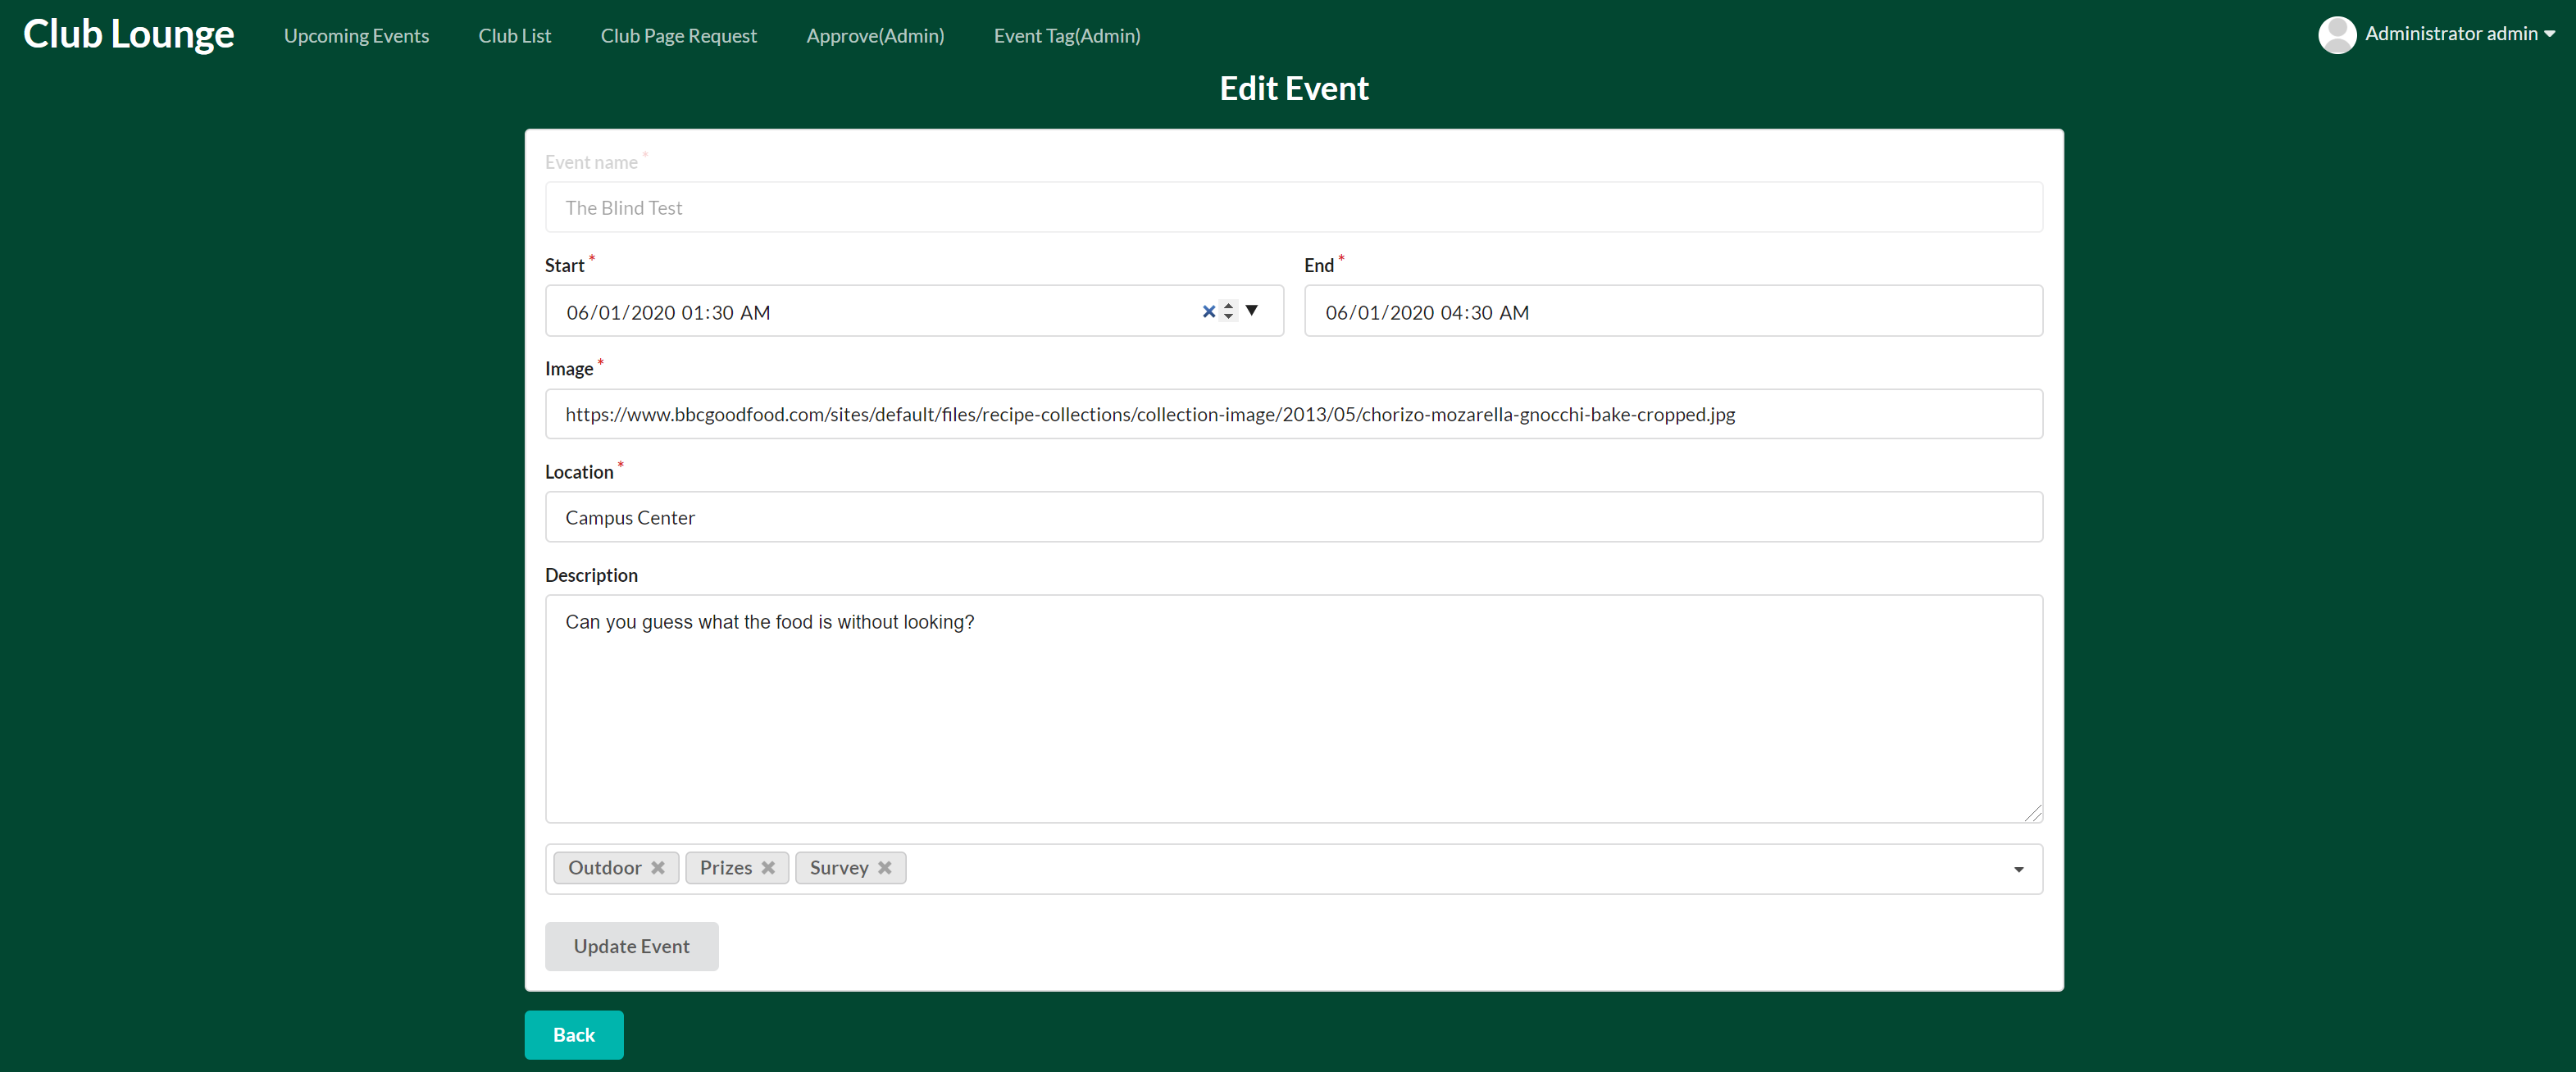 Club Lounge Upcoming Events Club List Club Page Request Approve(Admin) Event Tag(Admin) Administrator admin
Edit Event
Event name *
The Blind Test
Start * End *
06/01/2020 01:30 AM 06/01/2020 04:30 AM
Image *
https://www.bbcgoodfood.com/sites/default/files/recipe-collections/collection-image/2013/05/chorizo-mozarella-gnocchi-bake-cropped.jpg
Location *
Campus Center
Description
Can you guess what the food is without looking?
Outdoor Prizes Survey
Update Event
Back